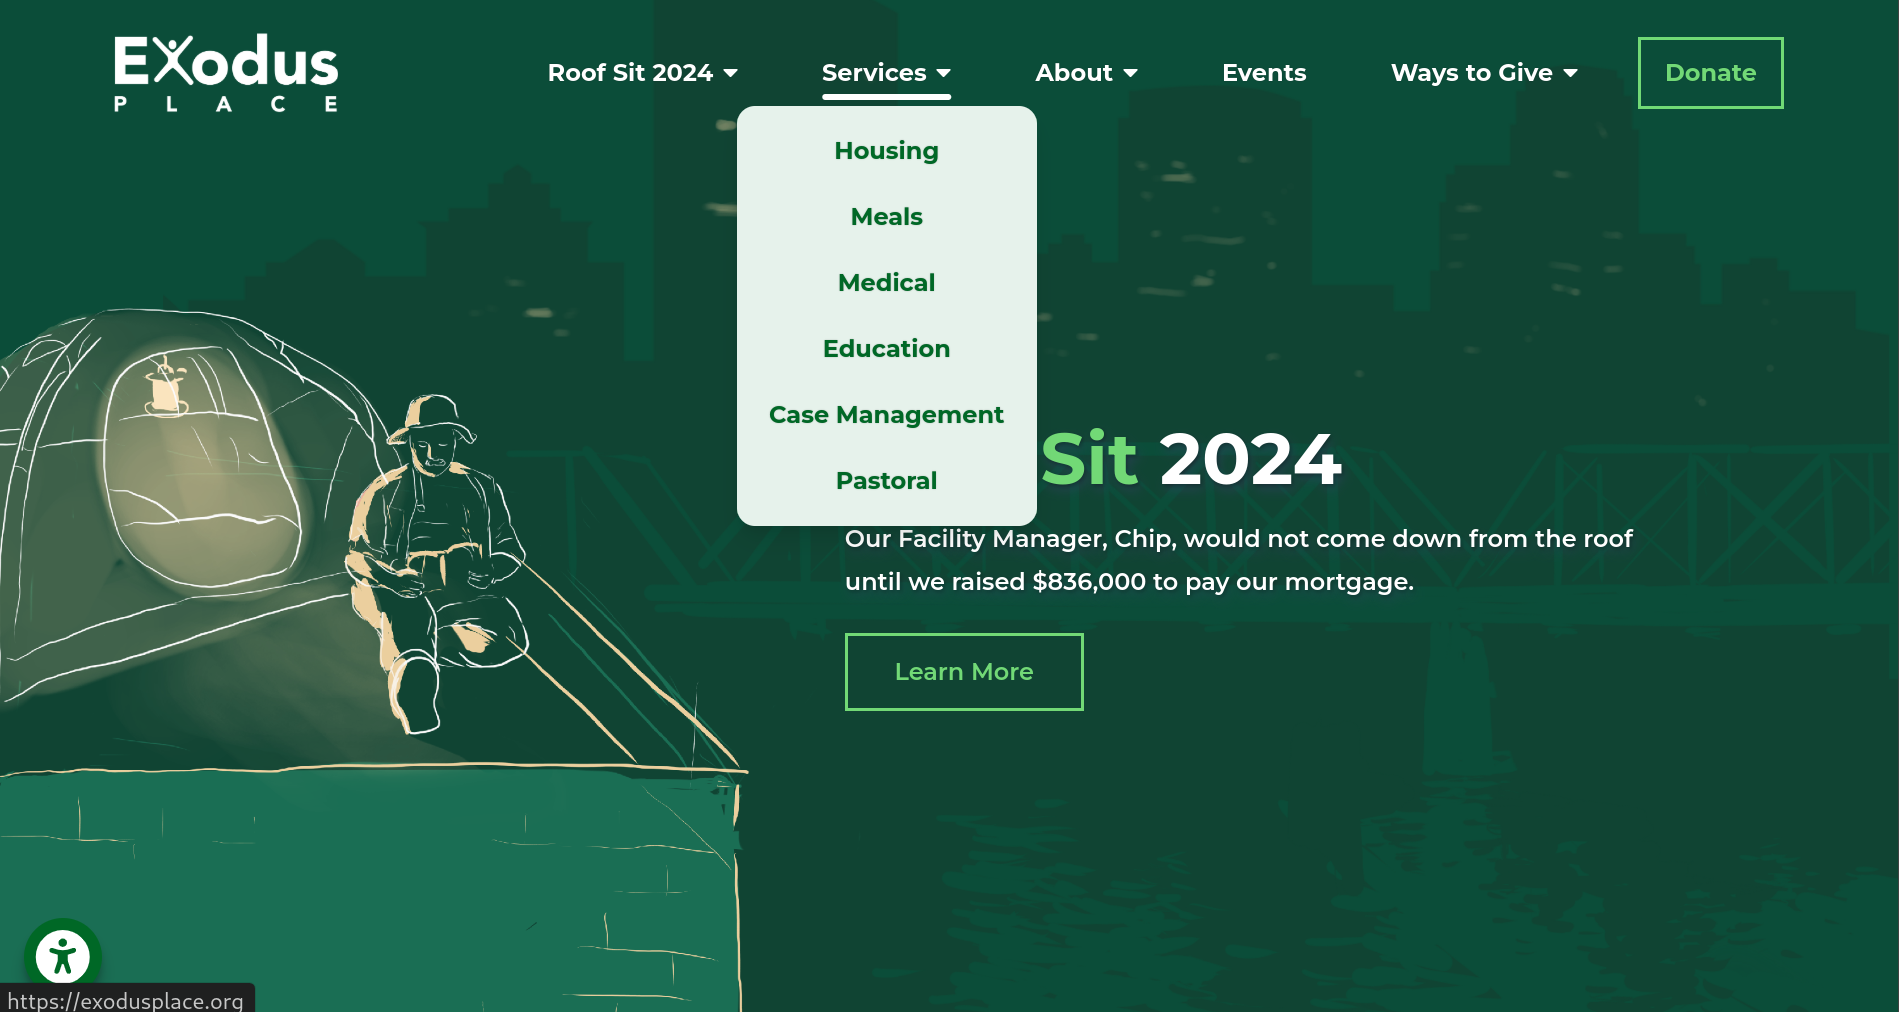 EXodus
PLACE
Roof Sit 2024
Services
About
Events
Ways to Give
Donate
Housing
Meals
Medical
Education
Case Management
Pastoral
Sit 2024
Our Facility Manager, Chip, would not come down from the roof
until we raised $836,000 to pay our mortgage.
Learn More
https://exodusplace.org